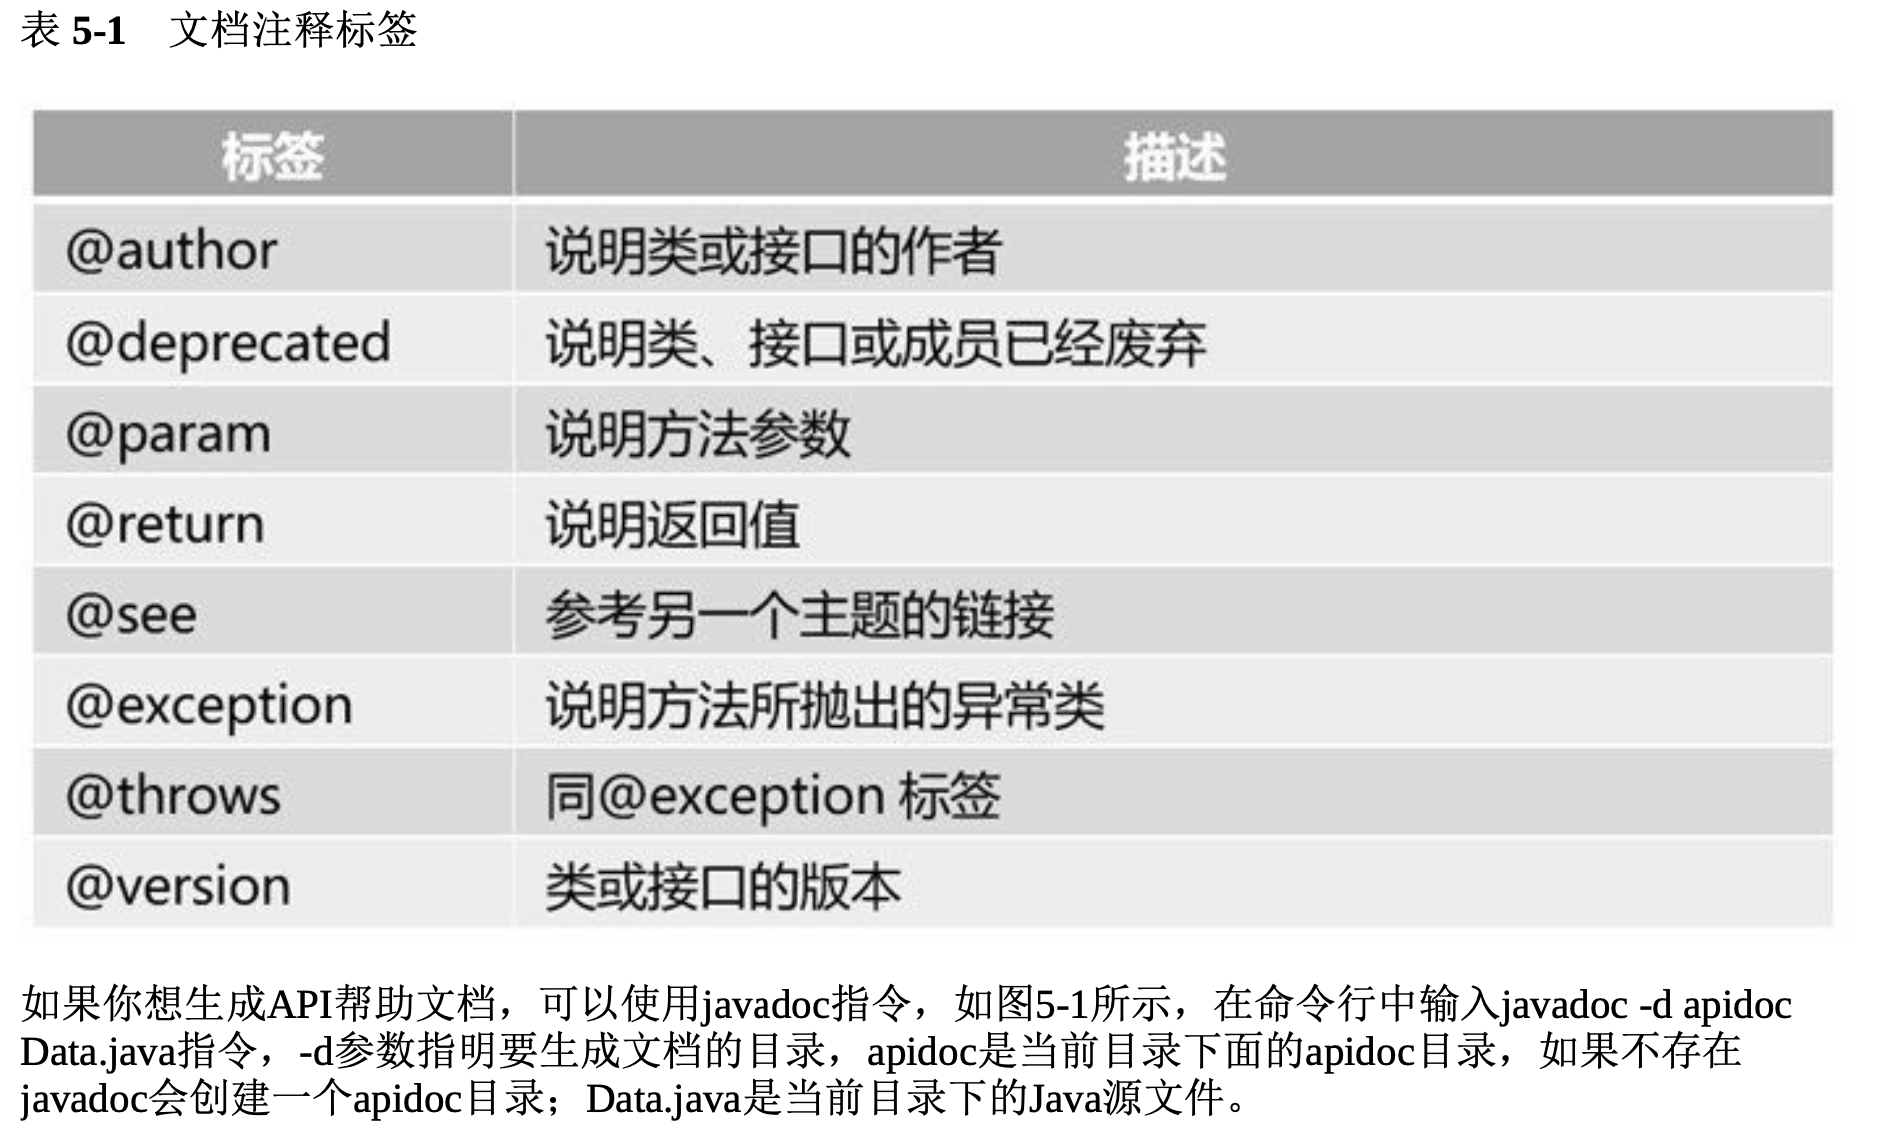 表 5-1 文档注释标签
标签 描述
@author 说明类或接口的作者
@deprecated 说明类、接口或成员已经废弃
@param 说明方法参数
@return 说明返回值
@see 参考另一个主题的链接
@exception 说明方法所抛出的异常类
@throws 同@exception 标签
@version 类或接口的版本
如果你想生成API帮助文档，可以使用javadoc指令，如图5-1所示，在命令行中输入javadoc -d apidoc
Data.java指令，-d参数指明要生成文档的目录，apidoc是当前目录下面的apidoc目录，如果不存在
javadoc会创建一个apidoc目录；Data.java是当前目录下的Java源文件。